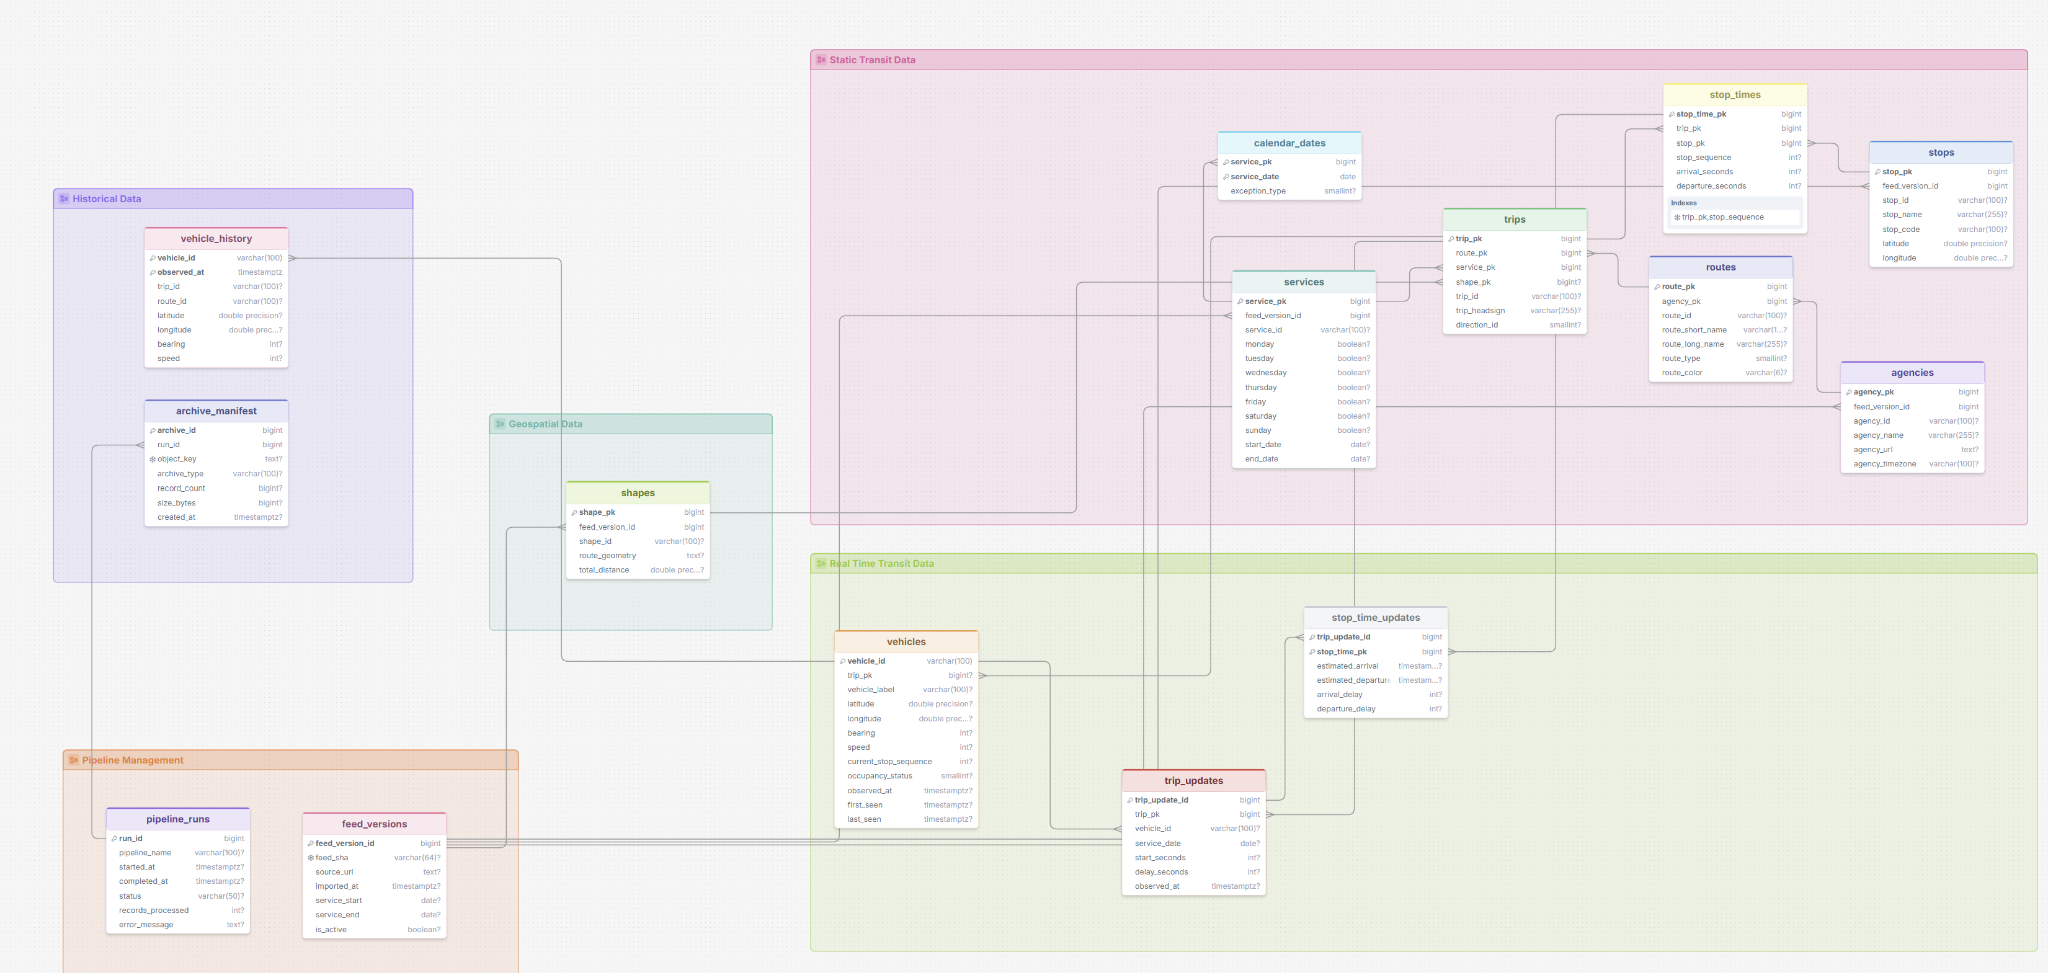 Static Transit Data
stop_times
stop_time_pk bigint
trip_pk bigint
stop_pk bigint
stop_sequence int?
arrival_seconds int?
departure_seconds int?
Indexes
trip_pk,stop_sequence
calendar_dates
service_pk bigint
service_date date
exception_type smallint?
stops
stop_pk bigint
feed_version_id bigint
stop_id varchar(100)?
stop_name varchar(255)?
stop_code varchar(100)?
latitude double precision?
longitude double prec...?
trips
trip_pk bigint
route_pk bigint
service_pk bigint
shape_pk bigint?
trip_id varchar(100)?
trip_headsign varchar(255)?
direction_id smallint?
routes
route_pk bigint
agency_pk bigint
route_id varchar(100)?
route_short_name varchar(1...?
route_long_name varchar(255)?
route_type smallint?
route_color varchar(6)?
services
service_pk bigint
feed_version_id bigint
service_id varchar(100)?
monday boolean?
tuesday boolean?
wednesday boolean?
thursday boolean?
friday boolean?
saturday boolean?
sunday boolean?
start_date date?
end_date date?
agencies
agency_pk bigint
feed_version_id bigint
agency_id varchar(100)?
agency_name varchar(255)?
agency_url text?
agency_timezone varchar(100)?
Historical Data
vehicle_history
vehicle_id varchar(100)
observed_at timestamptz
trip_id varchar(100)?
route_id varchar(100)?
latitude double precision?
longitude double prec...?
bearing int?
speed int?
archive_manifest
archive_id bigint
run_id bigint
object_key text?
archive_type varchar(100)?
record_count bigint?
size_bytes bigint?
created_at timestamptz?
Geospatial Data
shapes
shape_pk bigint
feed_version_id bigint
shape_id varchar(100)?
route_geometry text?
total_distance double prec...?
Real Time Transit Data
vehicles
vehicle_id varchar(100)
trip_pk bigint?
vehicle_label varchar(100)?
latitude double precision?
longitude double prec...?
bearing int?
speed int?
current_stop_sequence int?
occupancy_status smallint?
observed_at timestamptz?
first_seen timestamptz?
last_seen timestamptz?
stop_time_updates
trip_update_id bigint
stop_time_pk bigint
estimated_arrival timestam...?
estimated_departure timestam...?
arrival_delay int?
departure_delay int?
trip_updates
trip_update_id bigint
trip_pk bigint
vehicle_id varchar(100)?
service_date date?
start_seconds int?
delay_seconds int?
observed_at timestamptz?
Pipeline Management
pipeline_runs
run_id bigint
pipeline_name varchar(100)?
started_at timestamptz?
completed_at timestamptz?
status varchar(50)?
records_processed int?
error_message text?
feed_versions
feed_version_id bigint
feed_sha varchar(64)?
source_url text?
imported_at timestamptz?
service_start date?
service_end date?
is_active boolean?